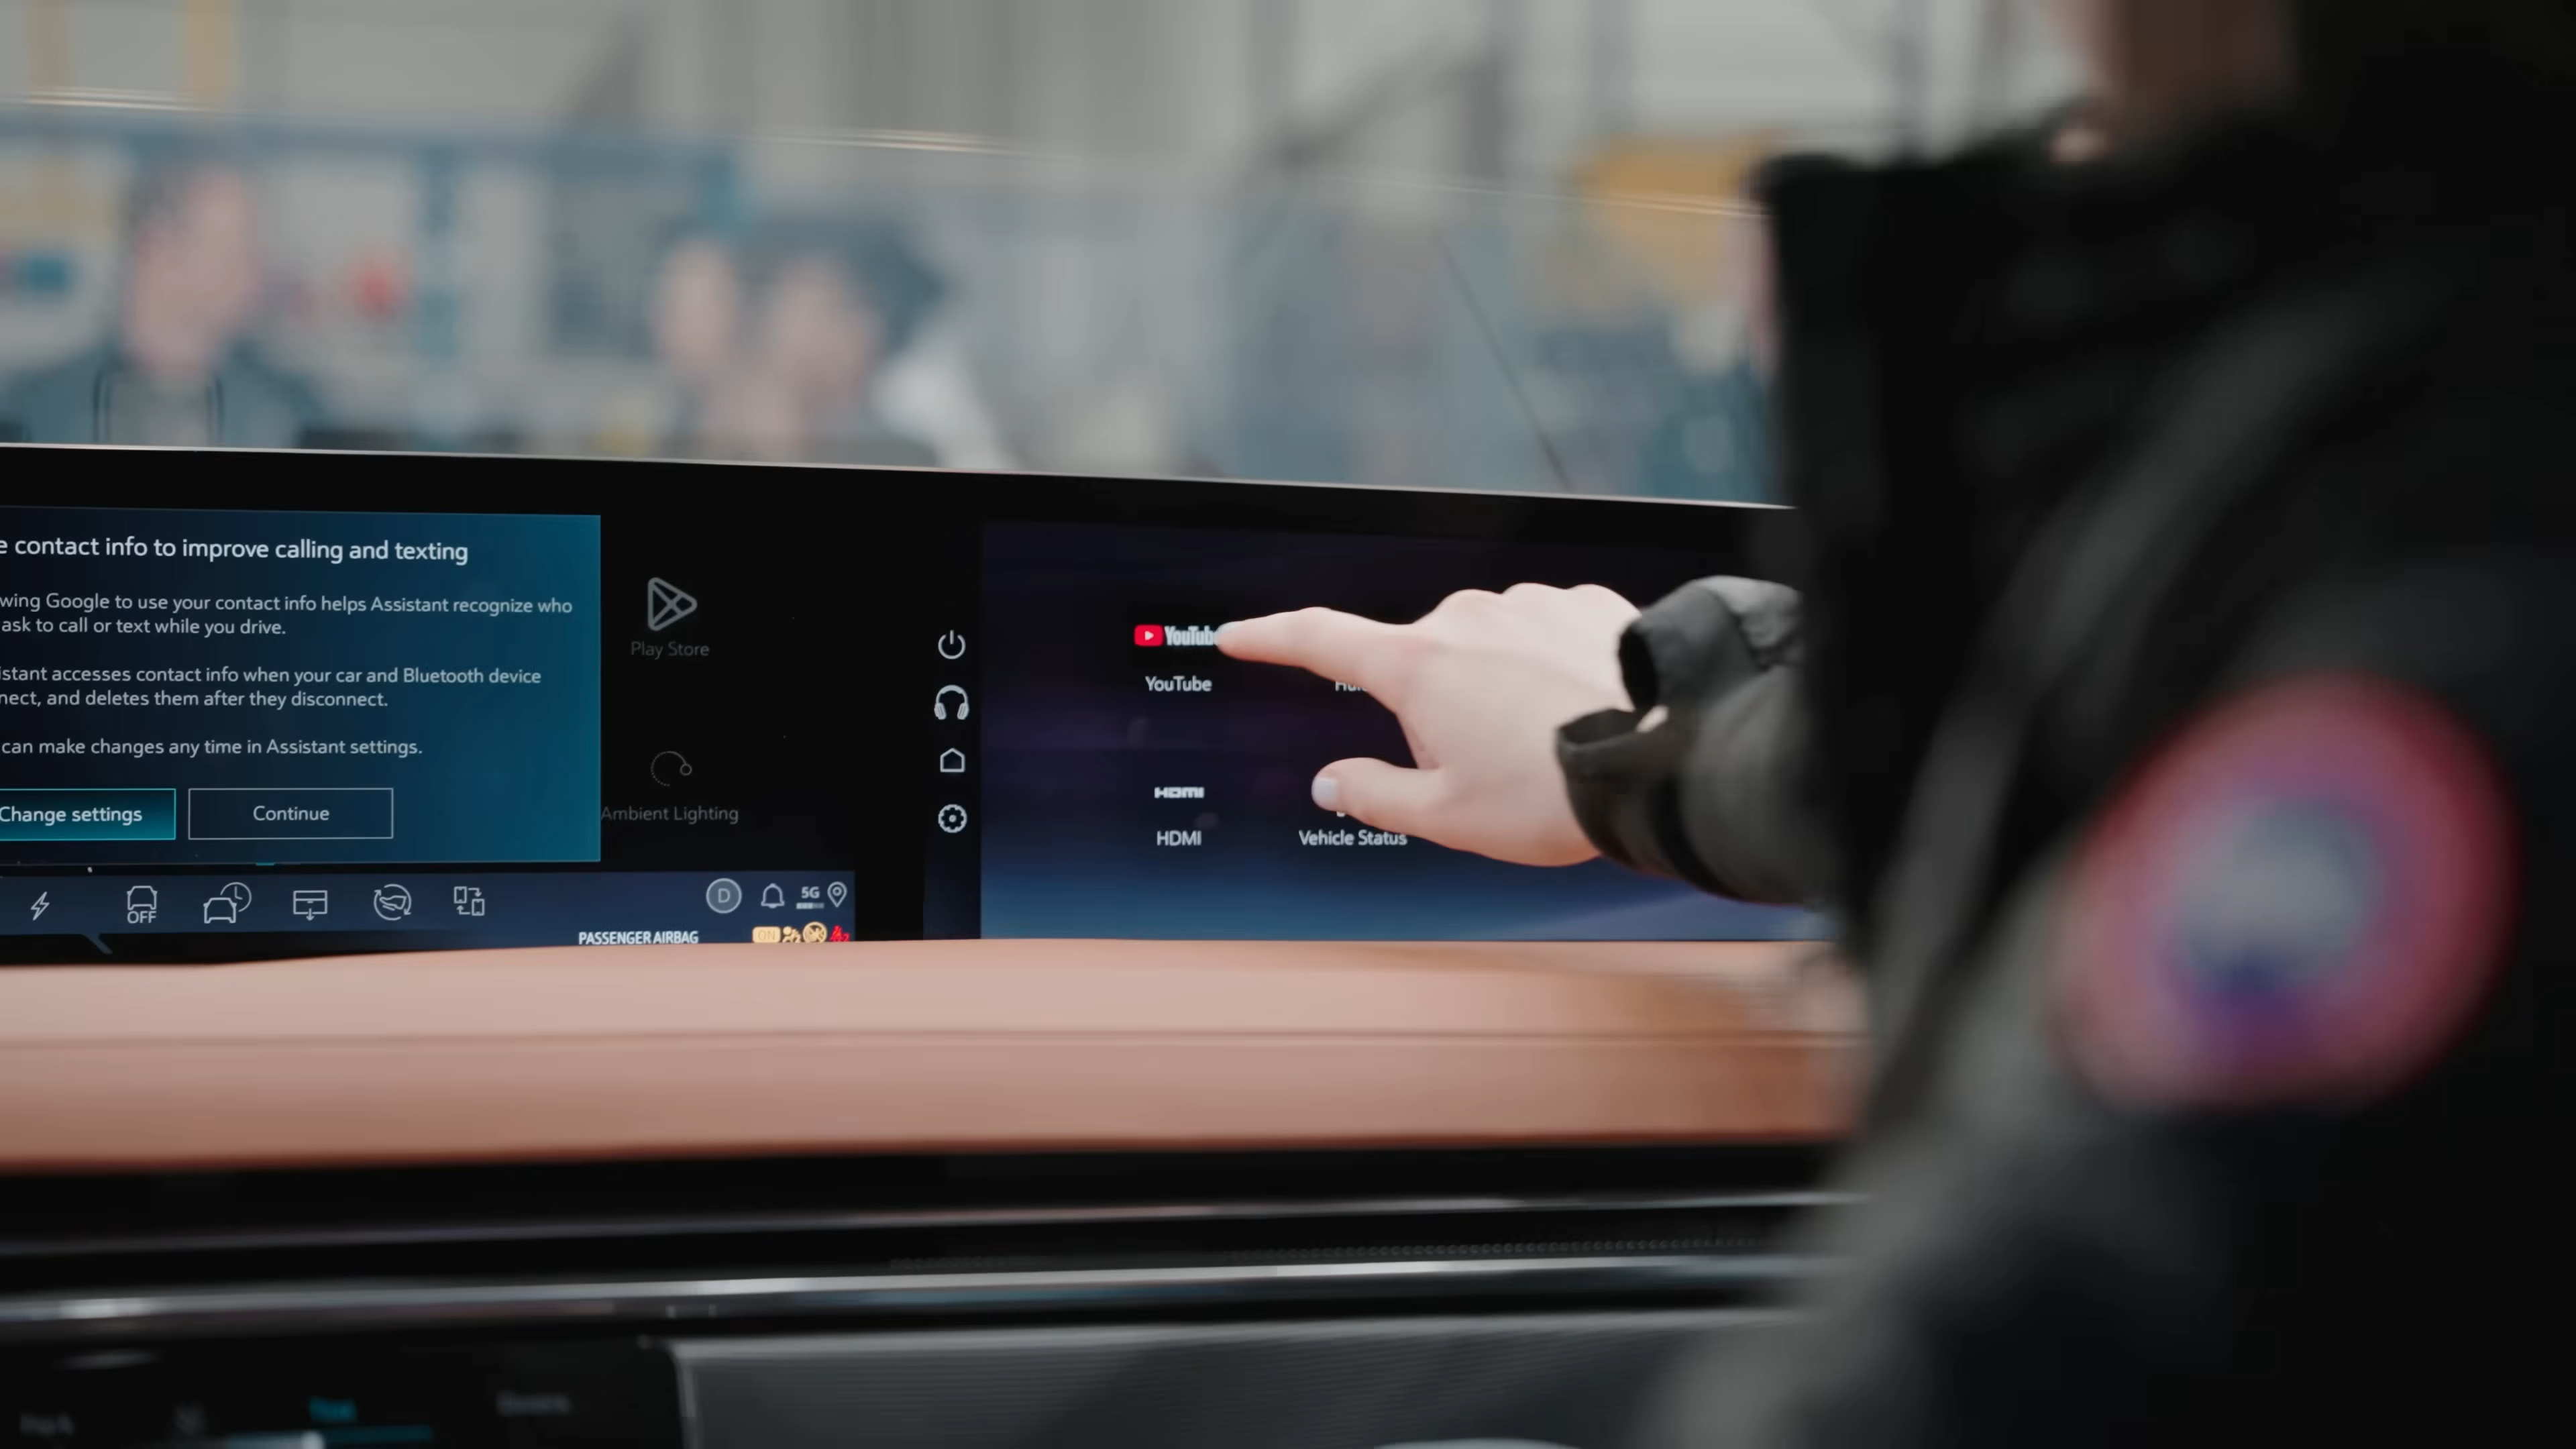 e contact info to improve calling and texting
wing Google to use your contact info helps Assistant recognize who
ask to call or text while you drive.
istant accesses contact info when your car and Bluetooth device
nect, and deletes them after they disconnect.
can make changes any time in Assistant settings.
Change settings
Continue
Play Store
Ambient Lighting
OFF
D
5G
PASSENGER AIRBAG
ON
YouTube
YouTube
HDMI
HDMI
Vehicle Status